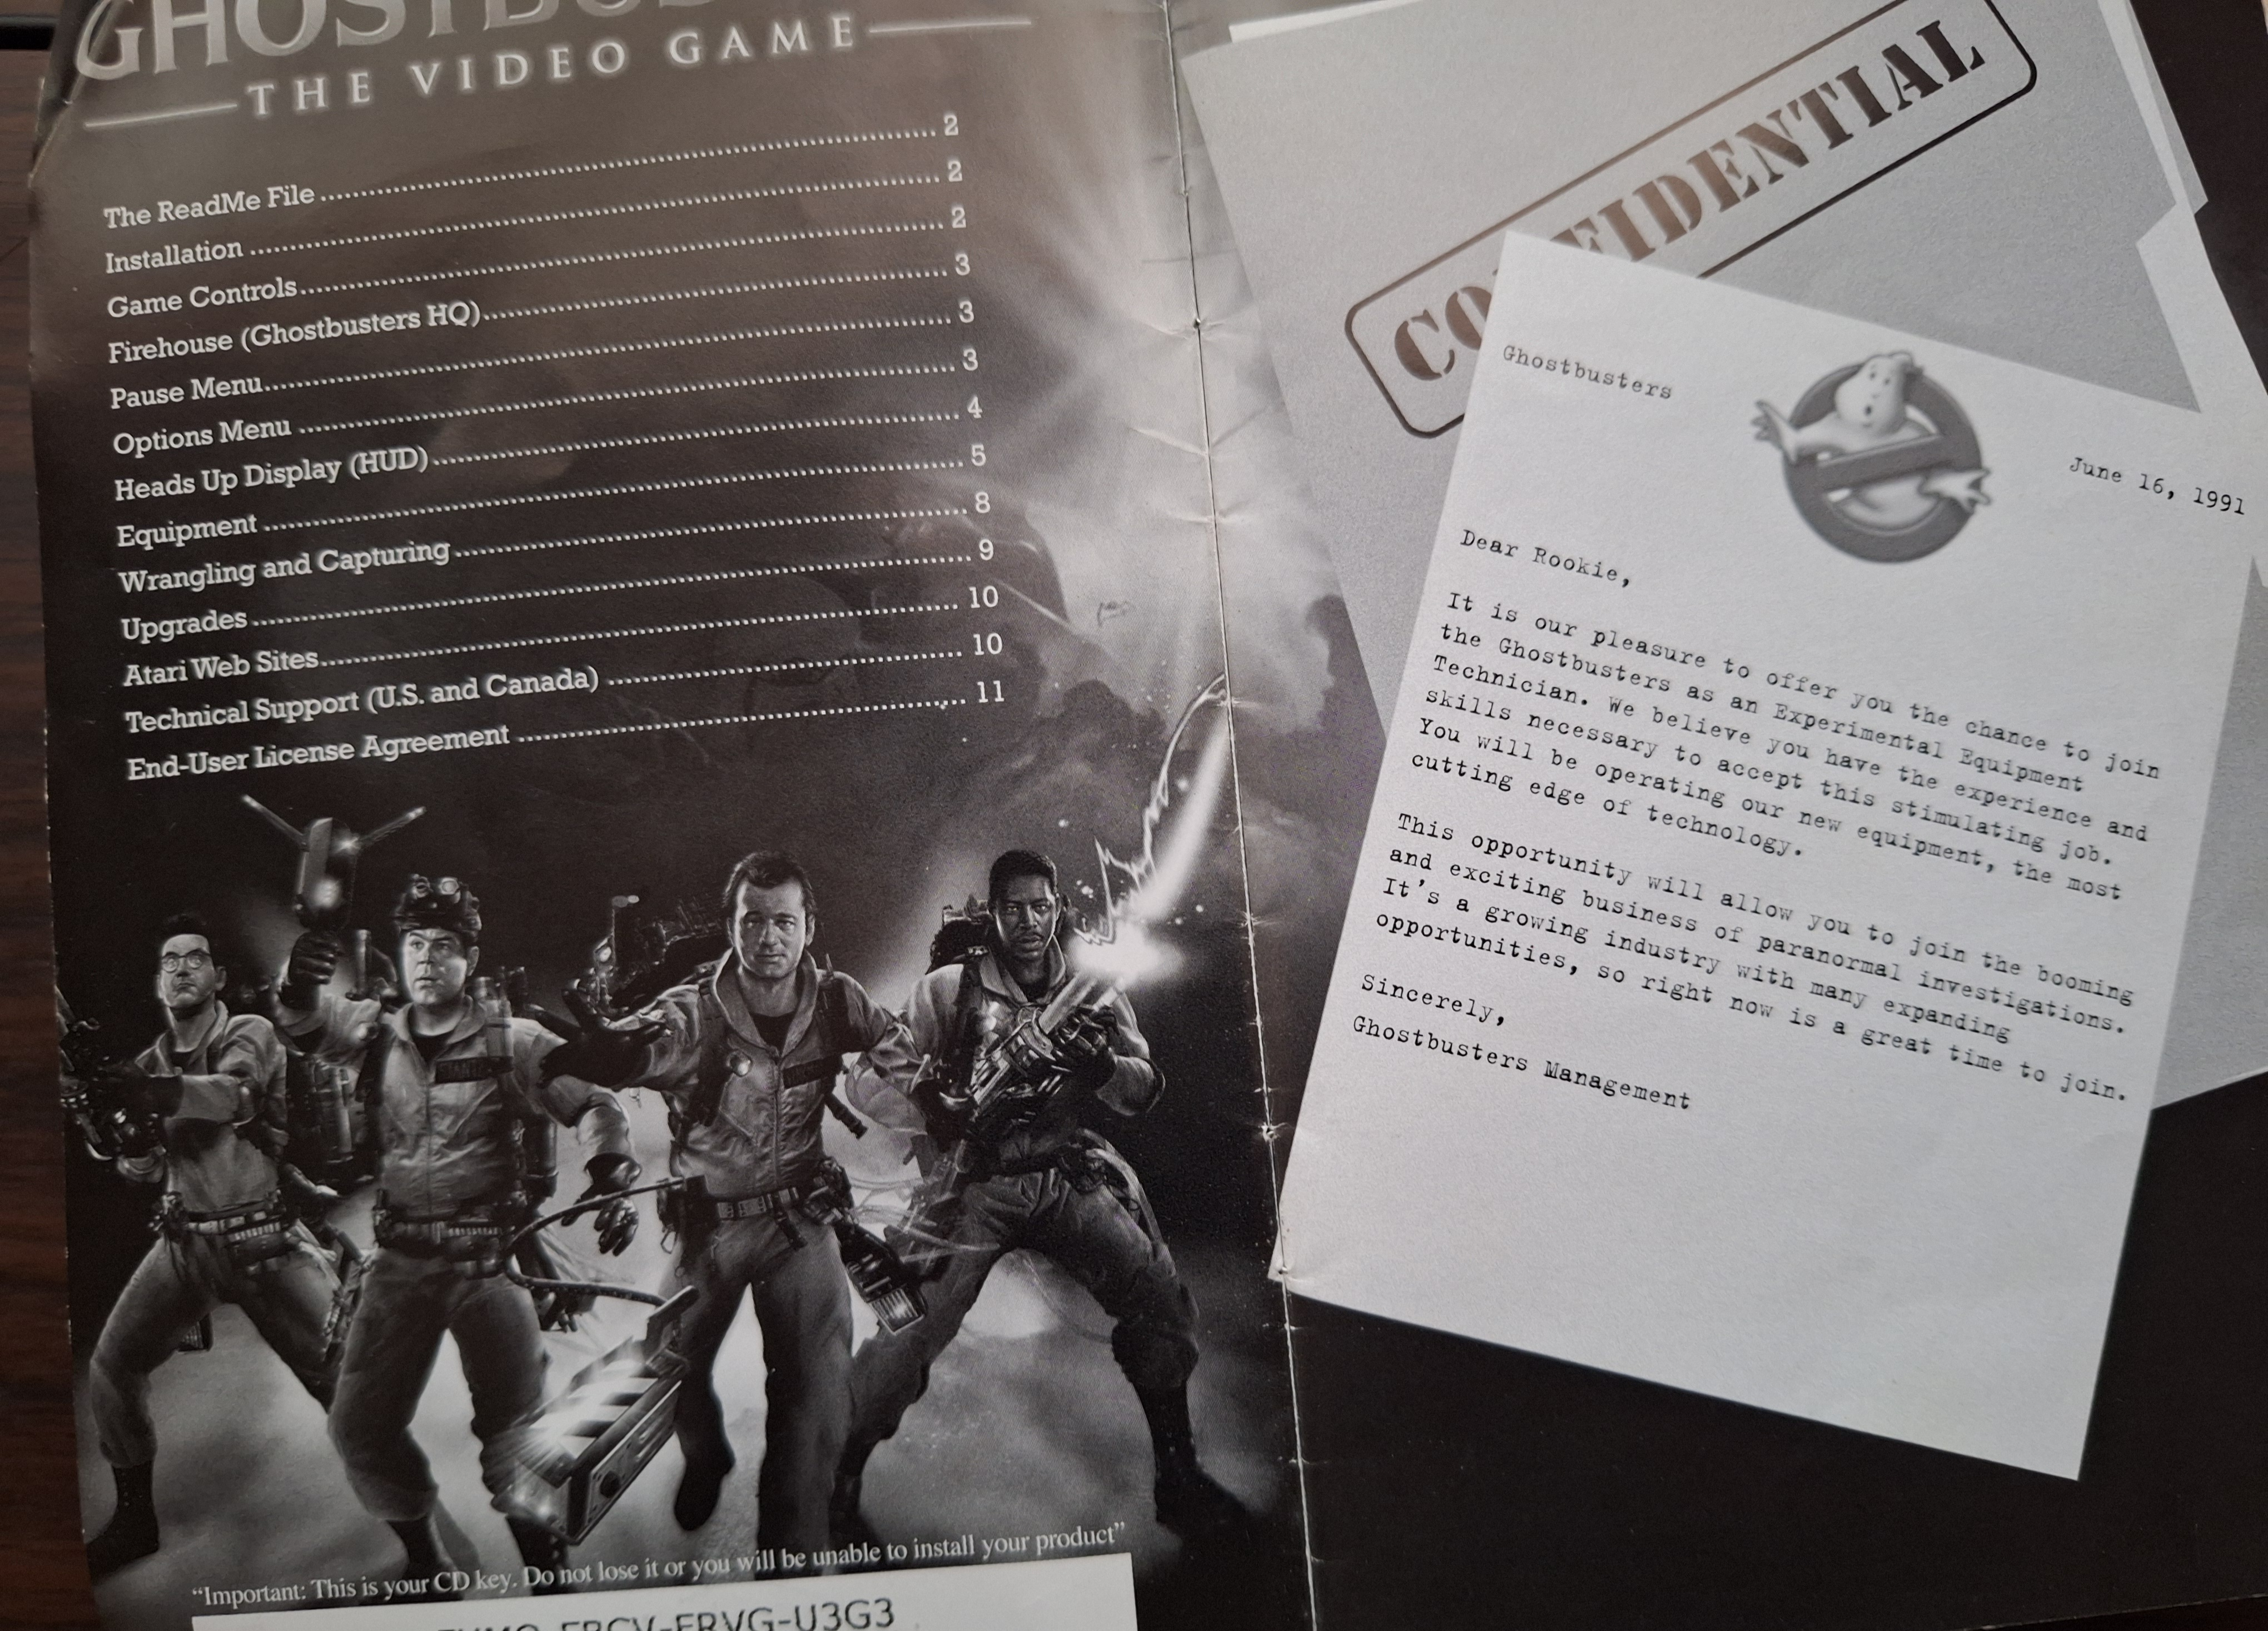 GHOSTBUS
THE VIDEO GAME
The ReadMe File ........ 2
Installation ........ 2
Game Controls ........ 2
Firehouse (Ghostbusters HQ) ........ 3
Pause Menu ........ 3
Options Menu ........ 3
Heads Up Display (HUD) ........ 4
Equipment ........ 5
Wrangling and Capturing ........ 8
Upgrades ........ 9
Atari Web Sites ........ 10
Technical Support (U.S. and Canada) ........ 10
End-User License Agreement ........ 11
“Important: This is your CD key. Do not lose it or you will be unable to install your product”
CONFIDENTIAL
Ghostbusters
June 16, 1991
Dear Rookie,
It is our pleasure to offer you the chance to join
the Ghostbusters as an Experimental Equipment
Technician. We believe you have the experience and
skills necessary to accept this stimulating job.
You will be operating our new equipment, the most
cutting edge of technology.
This opportunity will allow you to join the booming
and exciting business of paranormal investigations.
It's a growing industry with many expanding
opportunities, so right now is a great time to join.
Sincerely,
Ghostbusters Management